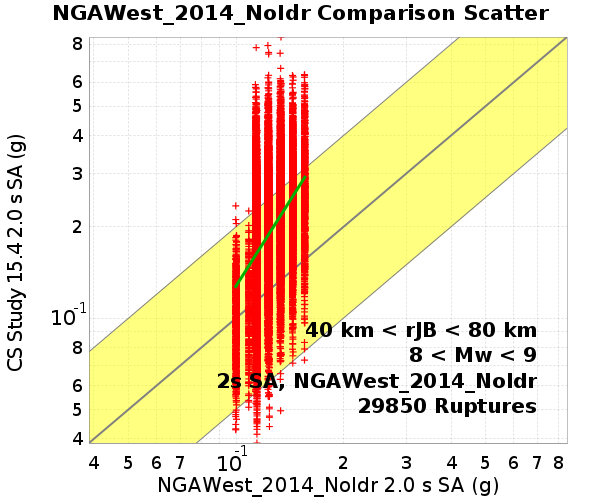 NGAWest_2014_NoIdr Comparison Scatter
CS Study 15.4 2.0 s SA (g)
8
6
5
4
3
2
10^-1
8
6
5
4
40 km < rJB < 80 km
8 < Mw < 9
2s SA, NGAWest_2014_NoIdr
29850 Ruptures
4 5 6 7 10^-1 2 3 4 5 6 7 8
NGAWest_2014_NoIdr 2.0 s SA (g)